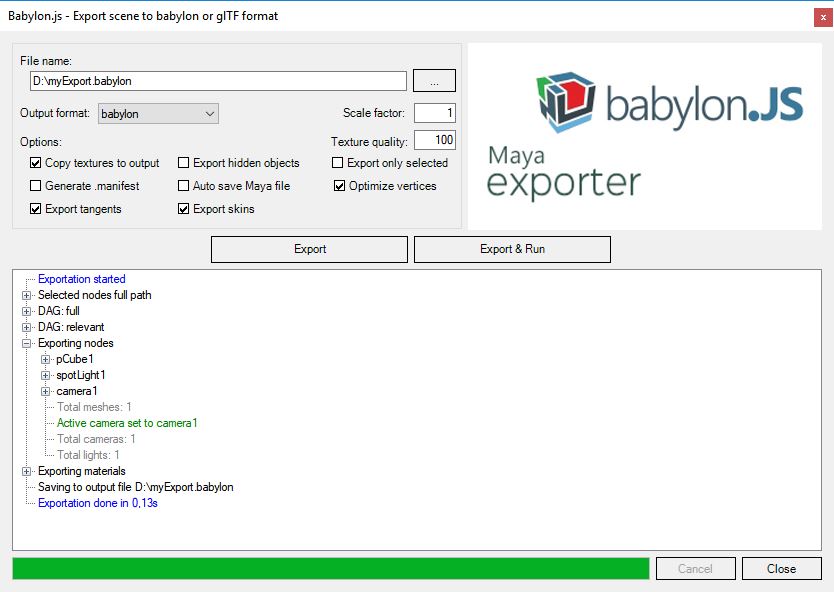 Babylon.js - Export scene to babylon or glTF format
x
File name:
D:\myExport.babylon
...
Output format:
babylon
Scale factor:
1
Options:
Texture quality:
100
Copy textures to output
Export hidden objects
Export only selected
Generate .manifest
Auto save Maya file
Optimize vertices
Export tangents
Export skins
babylon.JS
Maya
exporter
Export
Export & Run
Exportation started
Selected nodes full path
DAG: full
DAG: relevant
Exporting nodes
pCube1
spotLight1
camera1
Total meshes: 1
Active camera set to camera1
Total cameras: 1
Total lights: 1
Exporting materials
Saving to output file D:\myExport.babylon
Exportation done in 0,13s
Cancel
Close